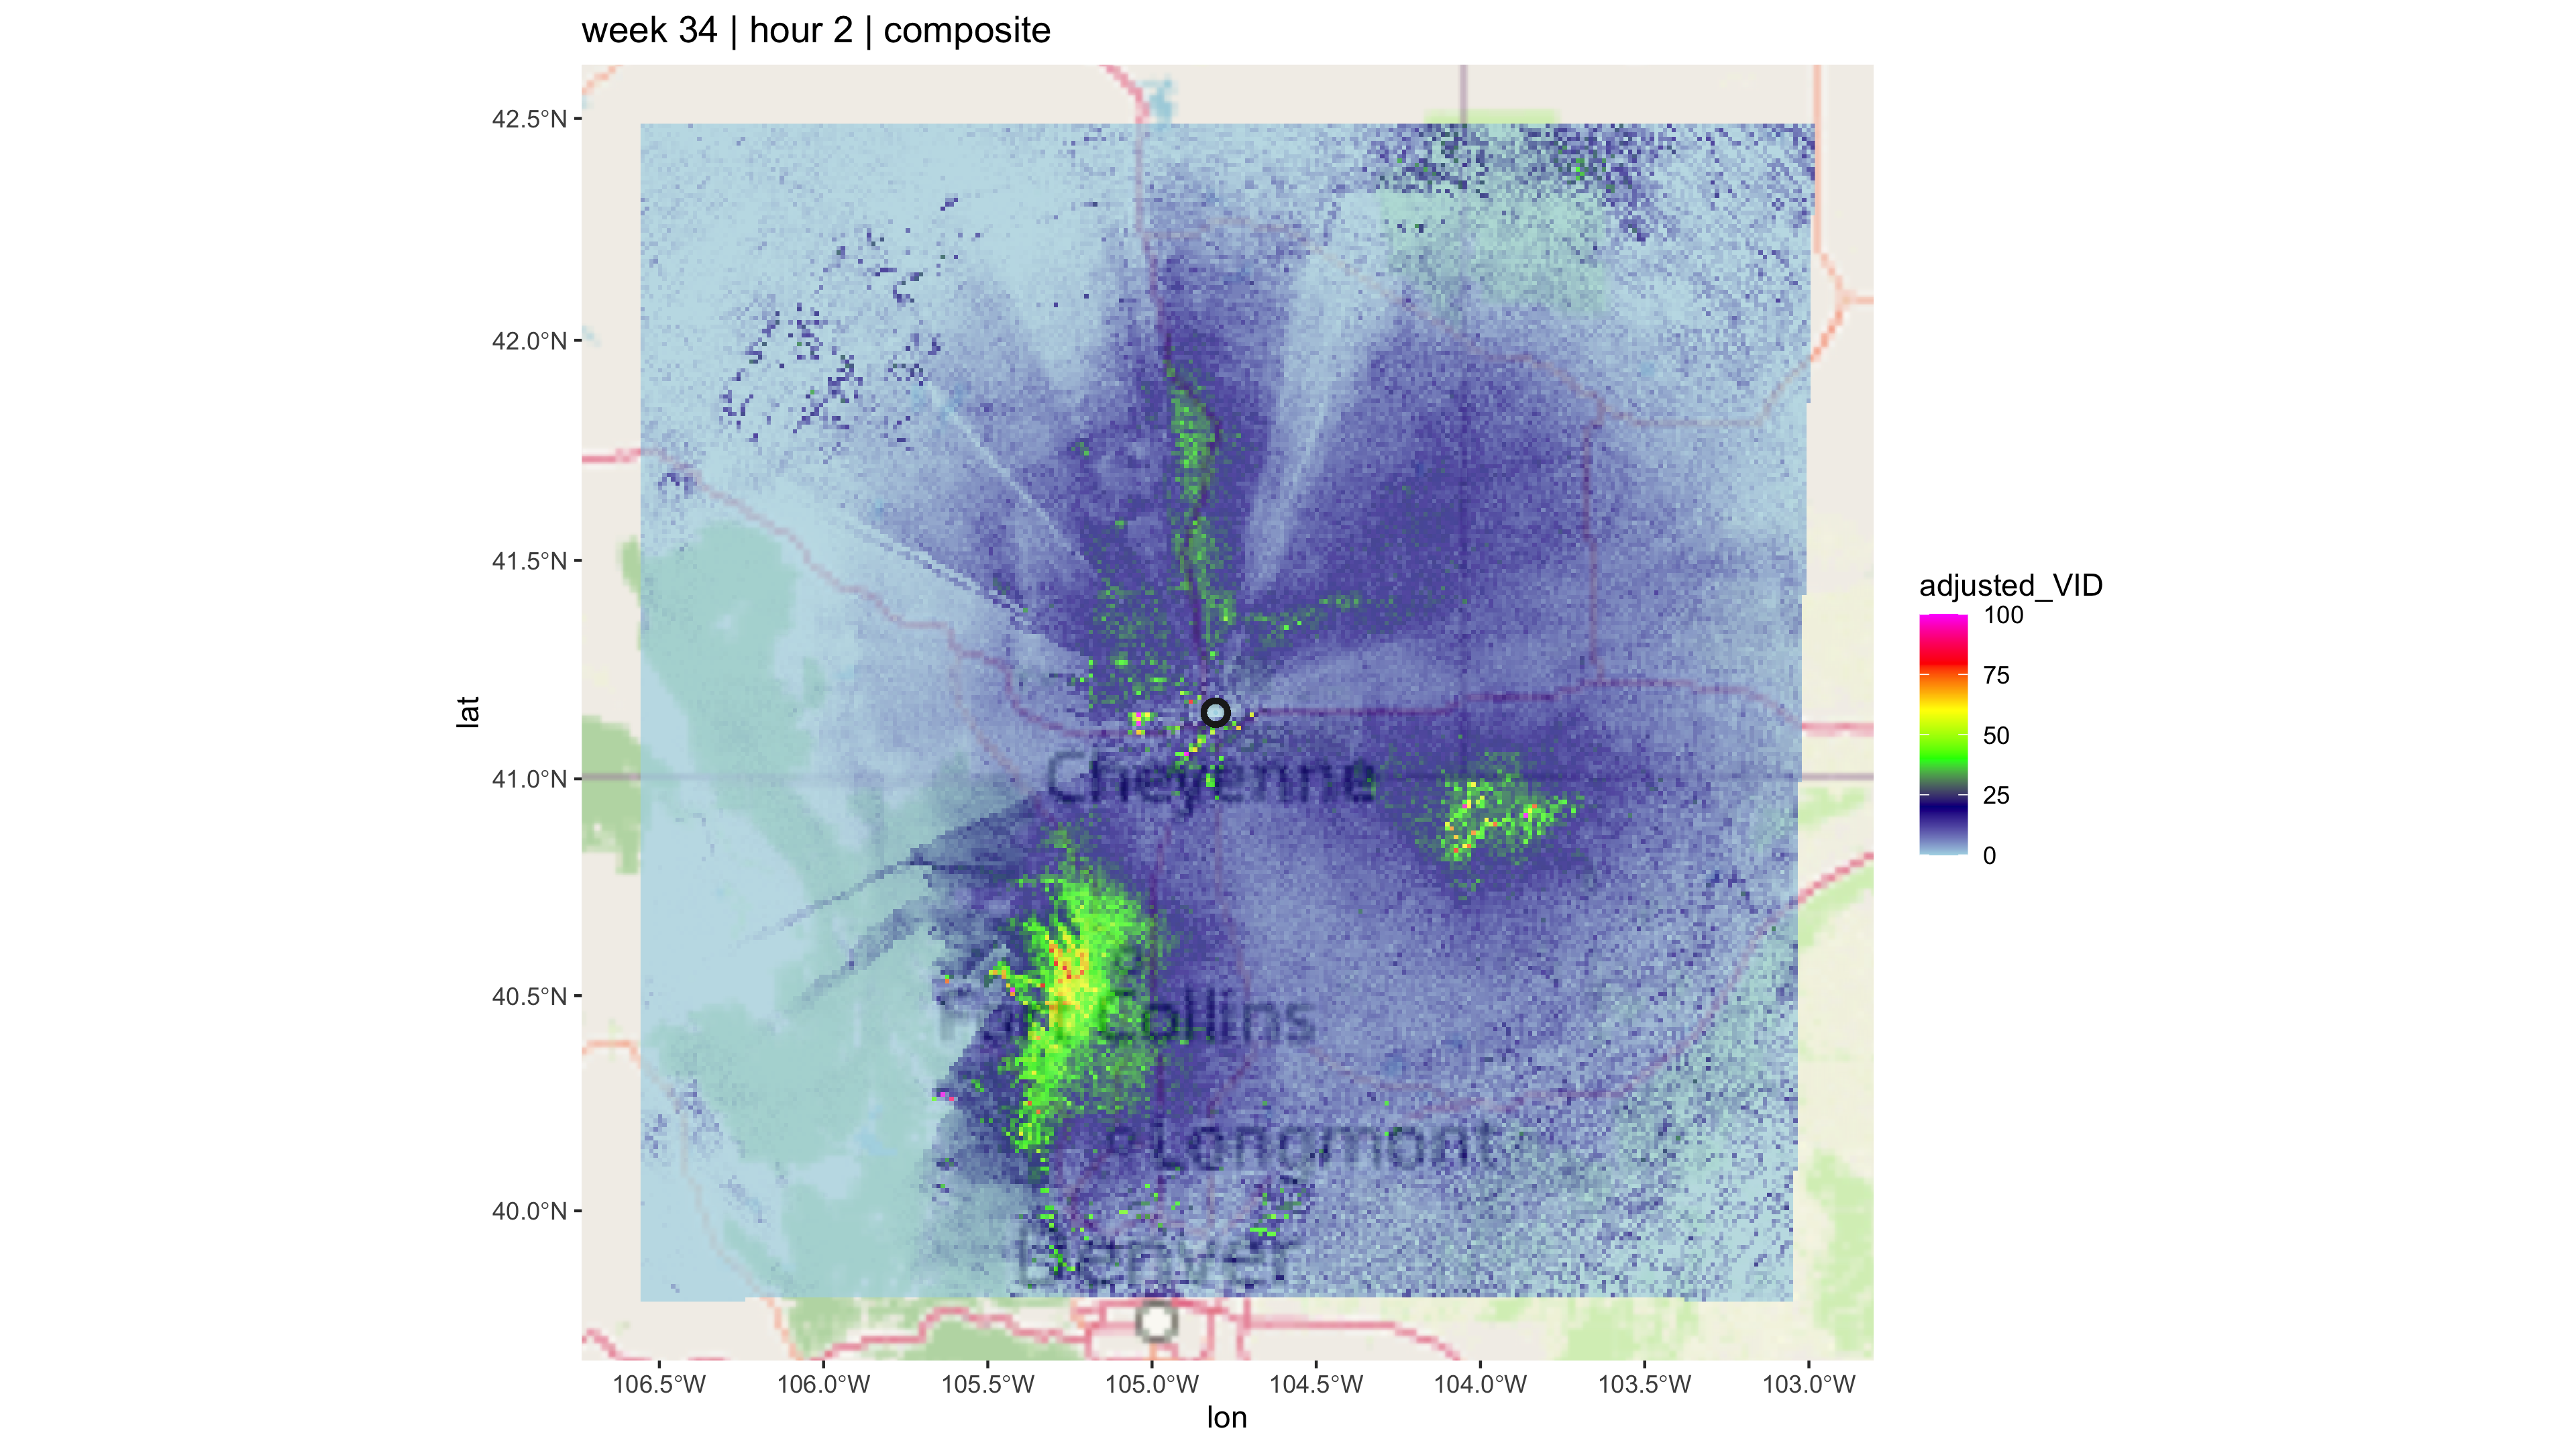 week 34 | hour 2 | composite
42.5°N
42.0°N
41.5°N
41.0°N
40.5°N
40.0°N
lat
Cheyenne
Fort Collins
Longmont
Denver
106.5°W 106.0°W 105.5°W 105.0°W 104.5°W 104.0°W 103.5°W 103.0°W
lon
adjusted_VID
100
75
50
25
0